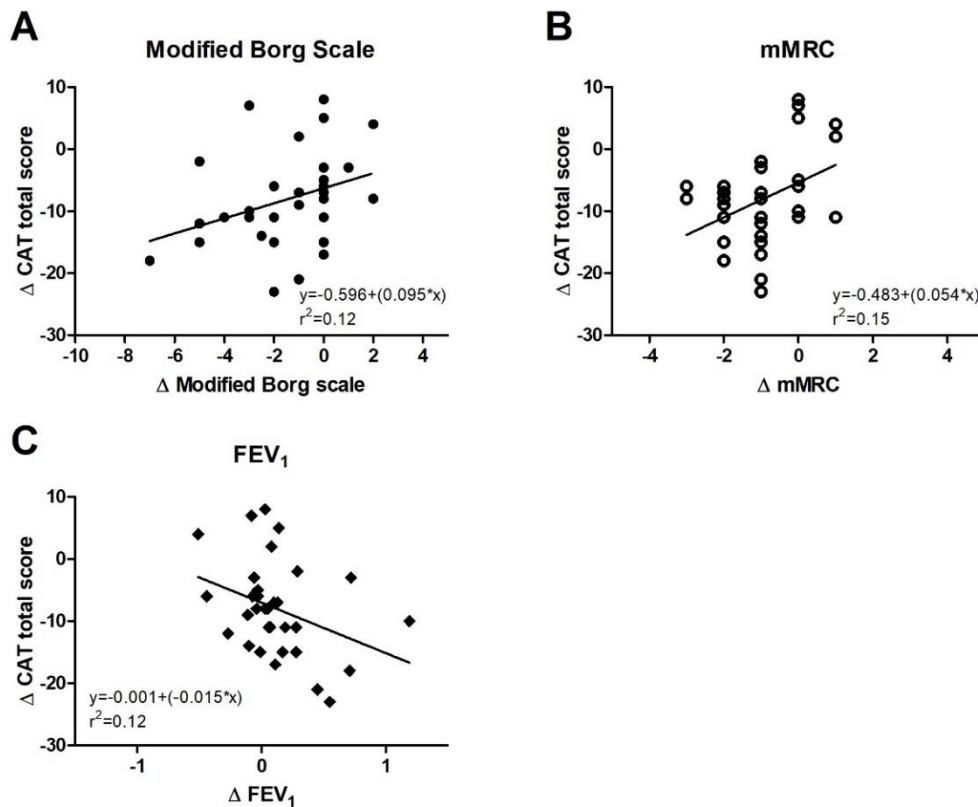 A
Modified Borg Scale
10
0
-10
-20
-30
Δ CAT total score
y=-0.596+(0.095*x)
r²=0.12
-10 -8 -6 -4 -2 0 2 4
Δ Modified Borg scale
B
mMRC
10
0
-10
-20
-30
Δ CAT total score
y=-0.483+(0.054*x)
r²=0.15
-4 -2 0 2 4
Δ mMRC
C
FEV₁
10
0
-10
-20
-30
Δ CAT total score
y=-0.001+(-0.015*x)
r²=0.12
-1 0 1
Δ FEV₁